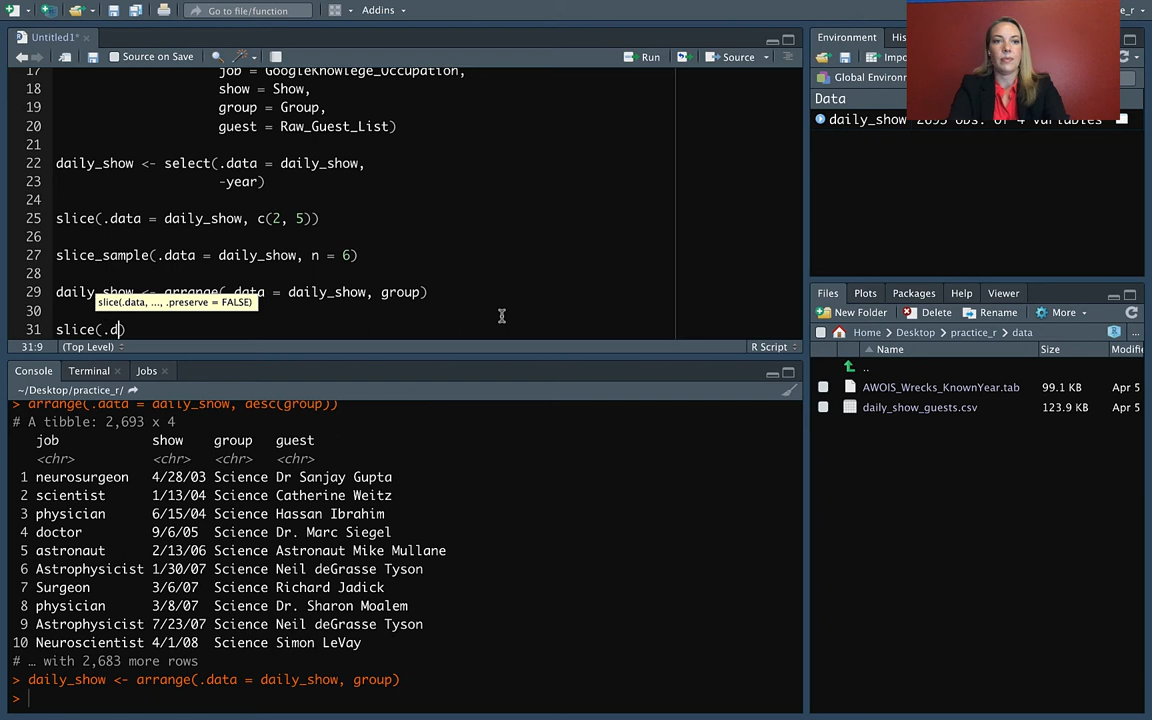 Go to file/function
Addins
e_r
Untitled1*
Source on Save
Run
Source
17 job = GoogleKnowlege_Occupation,
18 show = Show,
19 group = Group,
20 guest = Raw_Guest_List)
21
22 daily_show <- select(.data = daily_show,
23 -year)
24
25 slice(.data = daily_show, c(2, 5))
26
27 slice_sample(.data = daily_show, n = 6)
28
29 daily_show <- arrange(.data = daily_show, group)
slice(.data, ..., .preserve = FALSE)
30
31 slice(.d)
31:9 (Top Level) R Script
Console Terminal Jobs
~/Desktop/practice_r/
> arrange(.data = daily_show, desc(group))
# A tibble: 2,693 x 4
job show group guest
<chr> <chr> <chr> <chr>
1 neurosurgeon 4/28/03 Science Dr Sanjay Gupta
2 scientist 1/13/04 Science Catherine Weitz
3 physician 6/15/04 Science Hassan Ibrahim
4 doctor 9/6/05 Science Dr. Marc Siegel
5 astronaut 2/13/06 Science Astronaut Mike Mullane
6 Astrophysicist 1/30/07 Science Neil deGrasse Tyson
7 Surgeon 3/6/07 Science Richard Jadick
8 physician 3/8/07 Science Dr. Sharon Moalem
9 Astrophysicist 7/23/07 Science Neil deGrasse Tyson
10 Neuroscientist 4/1/08 Science Simon LeVay
# … with 2,683 more rows
> daily_show <- arrange(.data = daily_show, group)
>
Environment His
Impo
Global Environm
Data
daily_show 2693 obs. of 4 variables
Files Plots Packages Help Viewer
New Folder Delete Rename More
Home Desktop practice_r data ...
Name Size Modifie
..
AWOIS_Wrecks_KnownYear.tab 99.1 KB Apr 5
daily_show_guests.csv 123.9 KB Apr 5